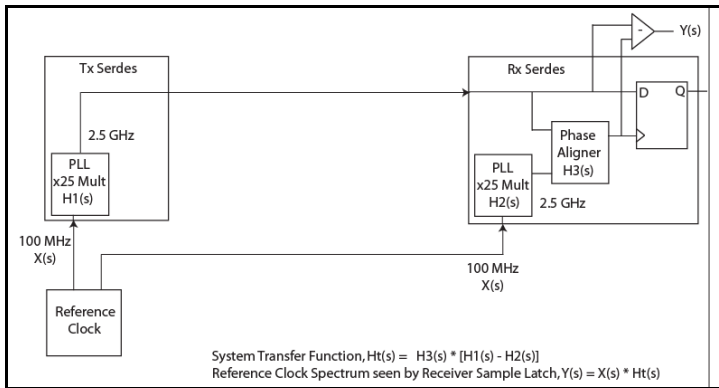 Y(s)
-
Tx Serdes
Rx Serdes
D
Q
2.5 GHz
Phase
Aligner
H3(s)
PLL
x25 Mult
H1(s)
PLL
x25 Mult
H2(s)
2.5 GHz
100 MHz
X(s)
100 MHz
X(s)
Reference
Clock
System Transfer Function, Ht(s) = H3(s) * [H1(s) - H2(s)]
Reference Clock Spectrum seen by Receiver Sample Latch, Y(s) = X(s) * Ht(s)